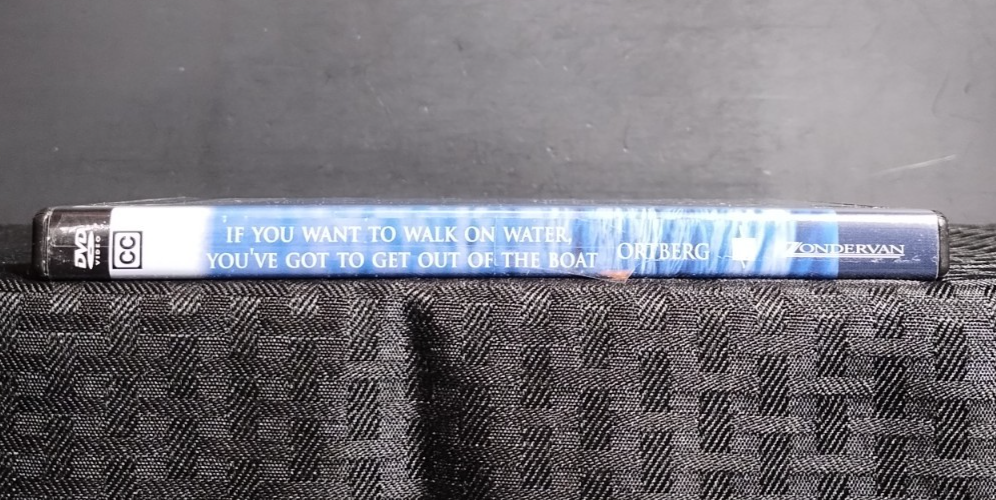 DVD
VIDEO
CC
IF YOU WANT TO WALK ON WATER,
YOU'VE GOT TO GET OUT OF THE BOAT
ORTBERG
ZONDERVAN